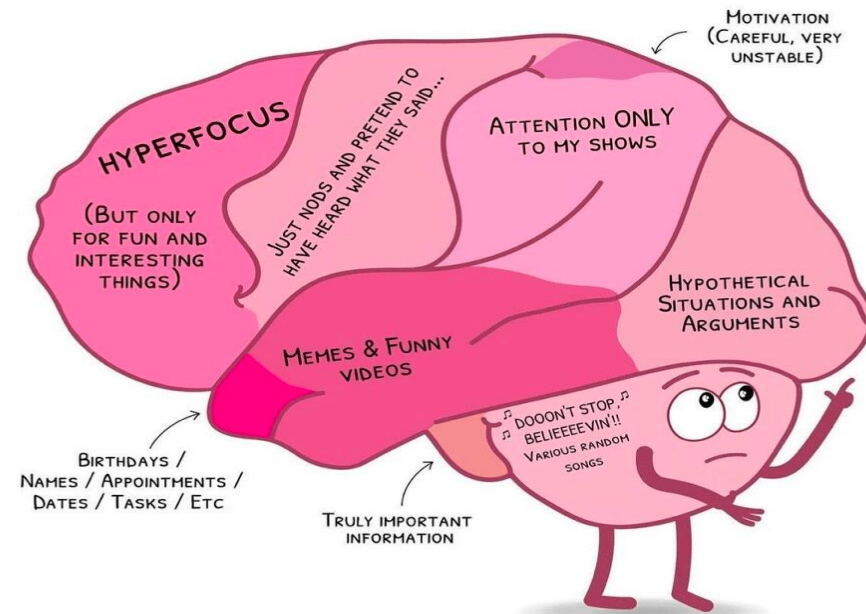 MOTIVATION
(CAREFUL, VERY
UNSTABLE)
HYPERFOCUS
(BUT ONLY
FOR FUN AND
INTERESTING
THINGS)
JUST NODS AND PRETEND TO
HAVE HEARD WHAT THEY SAID...
ATTENTION ONLY
TO MY SHOWS
HYPOTHETICAL
SITUATIONS AND
ARGUMENTS
MEMES & FUNNY
VIDEOS
♫ DOOON'T STOP, ♫
♫ BELIEEEEVIN'!!
VARIOUS RANDOM
SONGS
BIRTHDAYS /
NAMES / APPOINTMENTS /
DATES / TASKS / ETC
TRULY IMPORTANT
INFORMATION